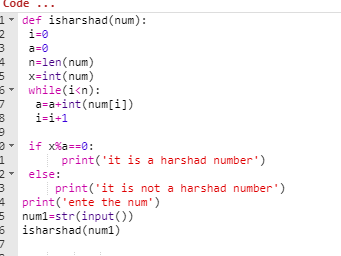 Code ...
1 def isharshad(num):
2 i=0
3 a=0
4 n=len(num)
5 x=int(num)
6 while(i<n):
7 a=a+int(num[i])
8 i=i+1
9
0 if x%a==0:
1 print('it is a harshad number')
2 else:
3 print('it is not a harshad number')
4 print('ente the num')
5 num1=str(input())
6 isharshad(num1)
7